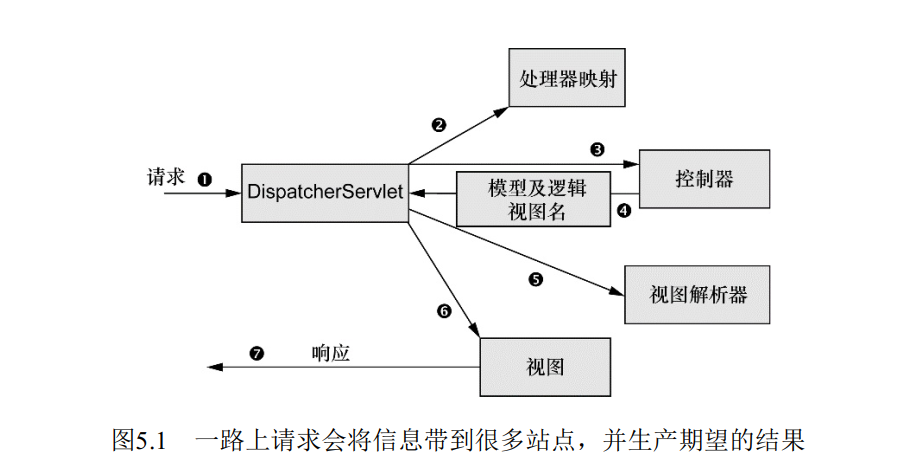 处理器映射
❷
❸
请求 ❶
DispatcherServlet
模型及逻辑
视图名
控制器
❹
❺
视图解析器
❻
❼ 响应
视图
图5.1 一路上请求会将信息带到很多站点，并生产期望的结果